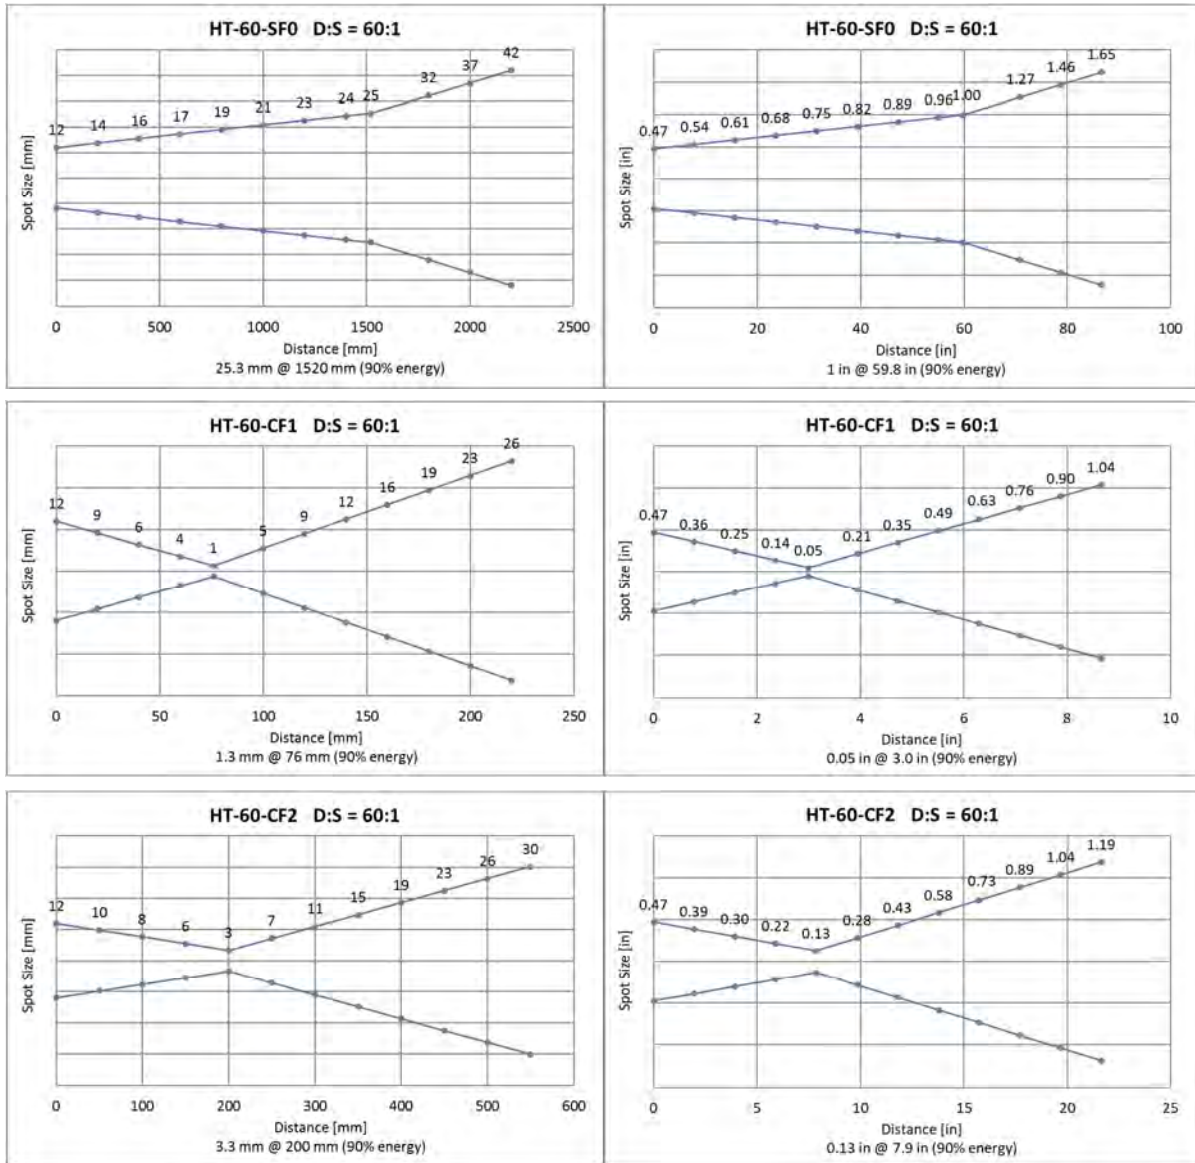 HT-60-SF0 D:S = 60:1
Spot Size [mm]
12 14 16 17 19 21 23 24 25 32 37 42
0 500 1000 1500 2000 2500
Distance [mm]
25.3 mm @ 1520 mm (90% energy)
HT-60-SF0 D:S = 60:1
Spot Size [in]
0.47 0.54 0.61 0.68 0.75 0.82 0.89 0.96 1.00 1.27 1.46 1.65
0 20 40 60 80 100
Distance [in]
1 in @ 59.8 in (90% energy)
HT-60-CF1 D:S = 60:1
Spot Size [mm]
12 9 6 4 1 5 9 12 16 19 23 26
0 50 100 150 200 250
Distance [mm]
1.3 mm @ 76 mm (90% energy)
HT-60-CF1 D:S = 60:1
Spot Size [in]
0.47 0.36 0.25 0.14 0.05 0.21 0.35 0.49 0.63 0.76 0.90 1.04
0 2 4 6 8 10
Distance [in]
0.05 in @ 3.0 in (90% energy)
HT-60-CF2 D:S = 60:1
Spot Size [mm]
12 10 8 6 3 7 11 15 19 23 26 30
0 100 200 300 400 500 600
Distance [mm]
3.3 mm @ 200 mm (90% energy)
HT-60-CF2 D:S = 60:1
Spot Size [in]
0.47 0.39 0.30 0.22 0.13 0.28 0.43 0.58 0.73 0.89 1.04 1.19
0 5 10 15 20 25
Distance [in]
0.13 in @ 7.9 in (90% energy)